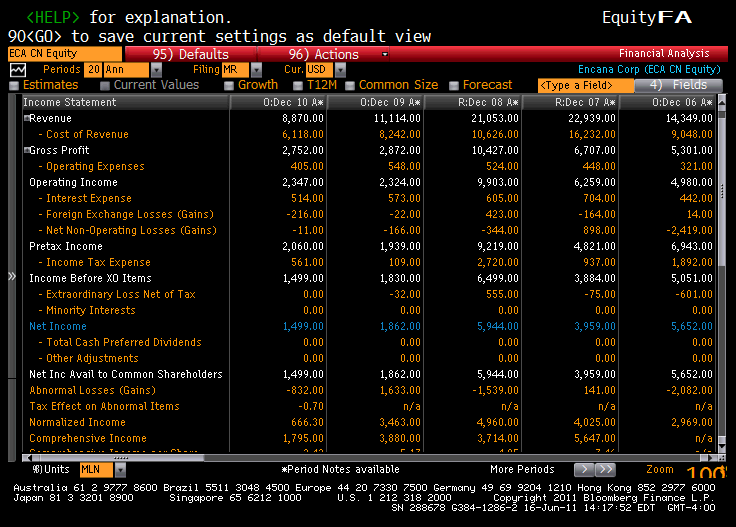 <HELP> for explanation. EquityFA
90<GO> to save current settings as default view
ECA CN Equity 95) Defaults 96) Actions Financial Analysis
Periods 20 Ann Filing MR Cur. USD Encana Corp (ECA CN Equity)
Estimates Current Values Growth T12M Common Size Forecast <Type a Field> 4) Fields
Income Statement O:Dec 10 A* O:Dec 09 A* R:Dec 08 A* R:Dec 07 A* O:Dec 06 A*
Revenue 8,870.00 11,114.00 21,053.00 22,939.00 14,349.00
- Cost of Revenue 6,118.00 8,242.00 10,626.00 16,232.00 9,048.00
Gross Profit 2,752.00 2,872.00 10,427.00 6,707.00 5,301.00
- Operating Expenses 405.00 548.00 524.00 448.00 321.00
Operating Income 2,347.00 2,324.00 9,903.00 6,259.00 4,980.00
- Interest Expense 514.00 573.00 605.00 704.00 442.00
- Foreign Exchange Losses (Gains) -216.00 -22.00 423.00 -164.00 14.00
- Net Non-Operating Losses (Gains) -11.00 -166.00 -344.00 898.00 -2,419.00
Pretax Income 2,060.00 1,939.00 9,219.00 4,821.00 6,943.00
- Income Tax Expense 561.00 109.00 2,720.00 937.00 1,892.00
Income Before XO Items 1,499.00 1,830.00 6,499.00 3,884.00 5,051.00
- Extraordinary Loss Net of Tax 0.00 -32.00 555.00 -75.00 -601.00
- Minority Interests 0.00 0.00 0.00 0.00 0.00
Net Income 1,499.00 1,862.00 5,944.00 3,959.00 5,652.00
- Total Cash Preferred Dividends 0.00 0.00 0.00 0.00 0.00
- Other Adjustments 0.00 0.00 0.00 0.00 0.00
Net Inc Avail to Common Shareholders 1,499.00 1,862.00 5,944.00 3,959.00 5,652.00
Abnormal Losses (Gains) -832.00 1,633.00 -1,539.00 141.00 -2,082.00
Tax Effect on Abnormal Items -0.70 n/a n/a n/a n/a
Normalized Income 666.30 3,463.00 4,960.00 4,025.00 2,969.00
Comprehensive Income 1,795.00 3,880.00 3,714.00 5,647.00 n/a
Units MLN *Period Notes available More Periods > >> Zoom 100
Australia 61 2 9777 8600 Brazil 5511 3048 4500 Europe 44 20 7330 7500 Germany 49 69 9204 1210 Hong Kong 852 2977 6000
Japan 81 3 3201 8900 Singapore 65 6212 1000 U.S. 1 212 318 2000 Copyright 2011 Bloomberg Finance L.P.
SN 288678 G384-1286-2 16-Jun-11 14:17:52 EDT GMT-4:00